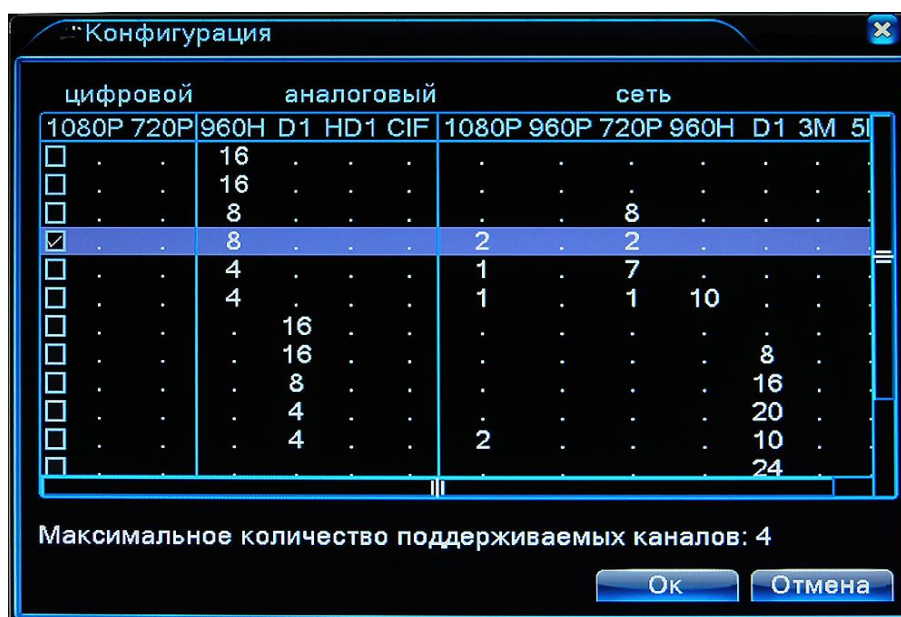 Конфигурация
цифровой аналоговый сеть
1080P 720P 960H D1 HD1 CIF 1080P 960P 720P 960H D1 3M
. . 16 . . . . . . . . .
. . 16 . . . . . . . . .
. . 8 . . . . . 8 . . .
. . 8 . . . 2 . 2 . . .
. . 4 . . . 1 . 7 . . .
. . 4 . . . 1 . 1 10 . .
. . . 16 . . . . . . . .
. . . 16 . . . . . . 8 .
. . . 8 . . . . . . 16 .
. . . 4 . . . . . . 20 .
. . . 4 . . 2 . . . 10 .
. . . . . . . . . . 24 .
Максимальное количество поддерживаемых каналов: 4
Ок Отмена